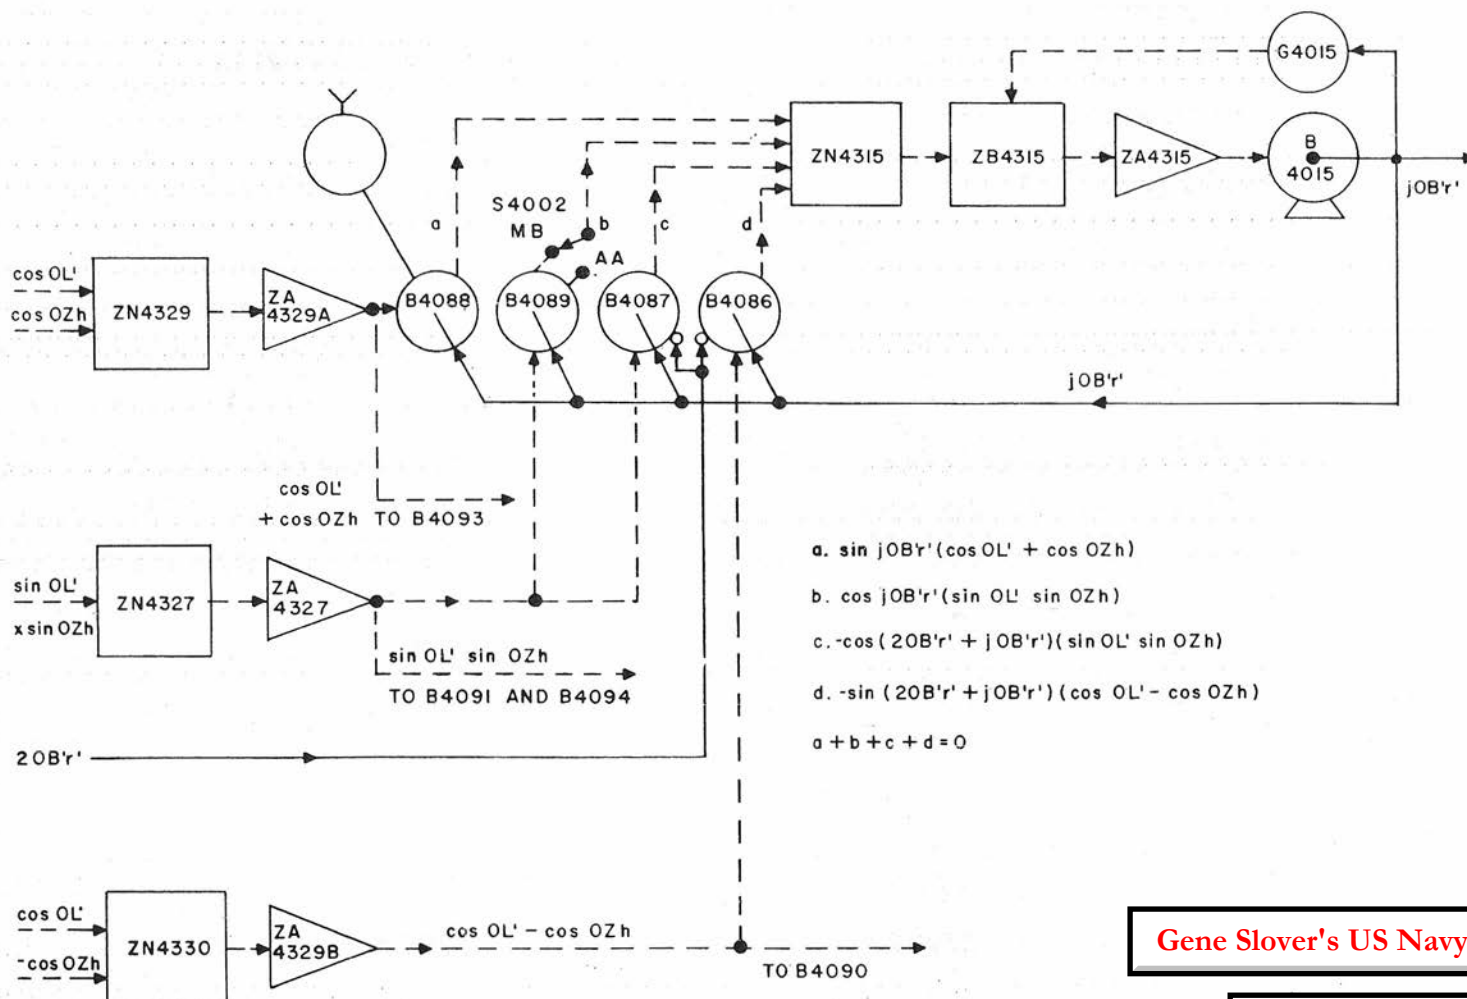 G4015
ZN4315
ZB4315
ZA4315
B
4015
jOB'r'
a
S4002
MB
b
AA
c
d
cos OL'
cos OZh
ZN4329
ZA
4329A
B4088
B4089
B4087
B4086
jOB'r'
cos OL'
+ cos OZh TO B4093
sin OL'
x sin OZh
ZN4327
ZA
4327
sin OL' sin OZh
TO B4091 AND B4094
a. sin jOB'r'(cos OL' + cos OZh)
b. cos jOB'r'(sin OL' sin OZh)
c. -cos (2OB'r' + jOB'r')(sin OL' sin OZh)
d. -sin (2OB'r' + jOB'r')(cos OL' - cos OZh)
a + b + c + d = 0
2OB'r'
cos OL'
-cos OZh
ZN4330
ZA
4329B
cos OL' - cos OZh
TO B4090
Gene Slover's US Navy